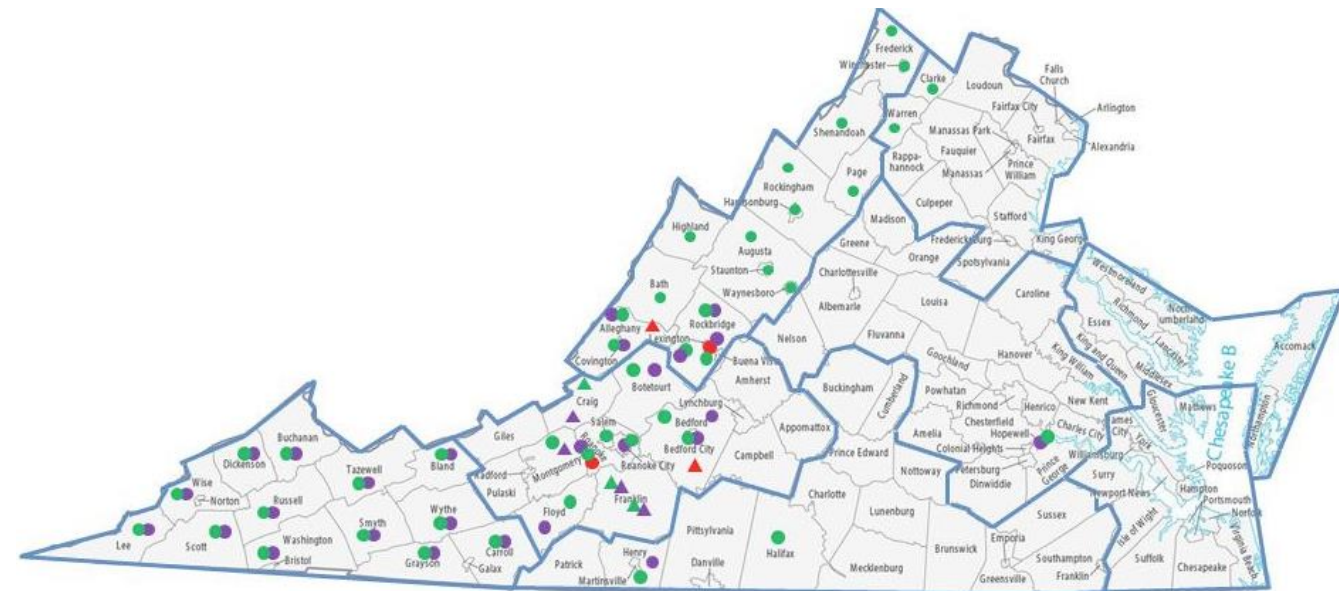 Frederick
Winchester
Clarke
Loudoun
Falls
Church
Arlington
Fairfax City
Warren
Manassas Park
Fairfax
Alexandria
Shenandoah
Rappa-
hannock
Fauquier
Manassas
Prince
William
Page
Rockingham
Harrisonburg
Culpeper
Stafford
Madison
Highland
Greene
Fredericksburg
King George
Augusta
Orange
Spotsylvania
Staunton
Charlottesville
Westmoreland
Bath
Waynesboro
Albemarle
Louisa
Caroline
Richmond
North
umberland
Essex
Alleghany
Rockbridge
Lexington
Nelson
Fluvanna
Hanover
King and Queen
Lancaster
Accomack
Covington
Buena Vista
Goochland
King William
Middlesex
Chesapeake B
Botetourt
Amherst
Buckingham
Cumberland
Powhatan
Richmond
Henrico
New Kent
Gloucester
Mathews
Northampton
Craig
Lynchburg
Chesterfield
Giles
Salem
Bedford
Appomattox
Amelia
Hopewell
Charles City
James
City
York
Buchanan
Roanoke
Bedford City
Colonial Heights
Dickenson
Tazewell
Bland
Radford
Montgomery
Roanoke City
Campbell
Prince Edward
Nottoway
Petersburg
Prince
George
Williamsburg
Poquoson
Wise
Norton
Pulaski
Dinwiddie
Surry
Russell
Wythe
Floyd
Franklin
Charlotte
Newport News
Hampton
Portsmouth
Norfolk
Lee
Scott
Washington
Smyth
Pittsylvania
Lunenburg
Sussex
Isle of Wight
Virginia Beach
Bristol
Grayson
Carroll
Galax
Patrick
Henry
Martinsville
Danville
Halifax
Mecklenburg
Brunswick
Emporia
Greensville
Southampton
Franklin
Suffolk
Chesapeake